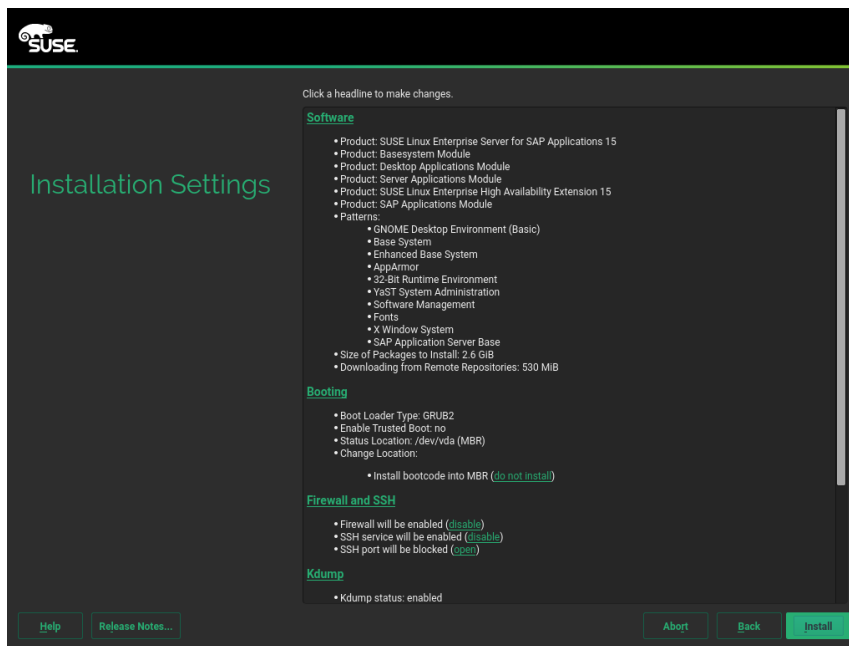 SUSE.
Click a headline to make changes.
Software
• Product: SUSE Linux Enterprise Server for SAP Applications 15
• Product: Basesystem Module
• Product: Desktop Applications Module
• Product: Server Applications Module
• Product: SUSE Linux Enterprise High Availability Extension 15
• Product: SAP Applications Module
• Patterns:
• GNOME Desktop Environment (Basic)
• Base System
• Enhanced Base System
• AppArmor
• 32-Bit Runtime Environment
• YaST System Administration
• Software Management
• Fonts
• X Window System
• SAP Application Server Base
• Size of Packages to Install: 2.6 GiB
• Downloading from Remote Repositories: 530 MiB
Installation Settings
Booting
• Boot Loader Type: GRUB2
• Enable Trusted Boot: no
• Status Location: /dev/vda (MBR)
• Change Location:
• Install bootcode into MBR (do not install)
Firewall and SSH
• Firewall will be enabled (disable)
• SSH service will be enabled (disable)
• SSH port will be blocked (open)
Kdump
• Kdump status: enabled
Help
Release Notes...
Abort
Back
Install